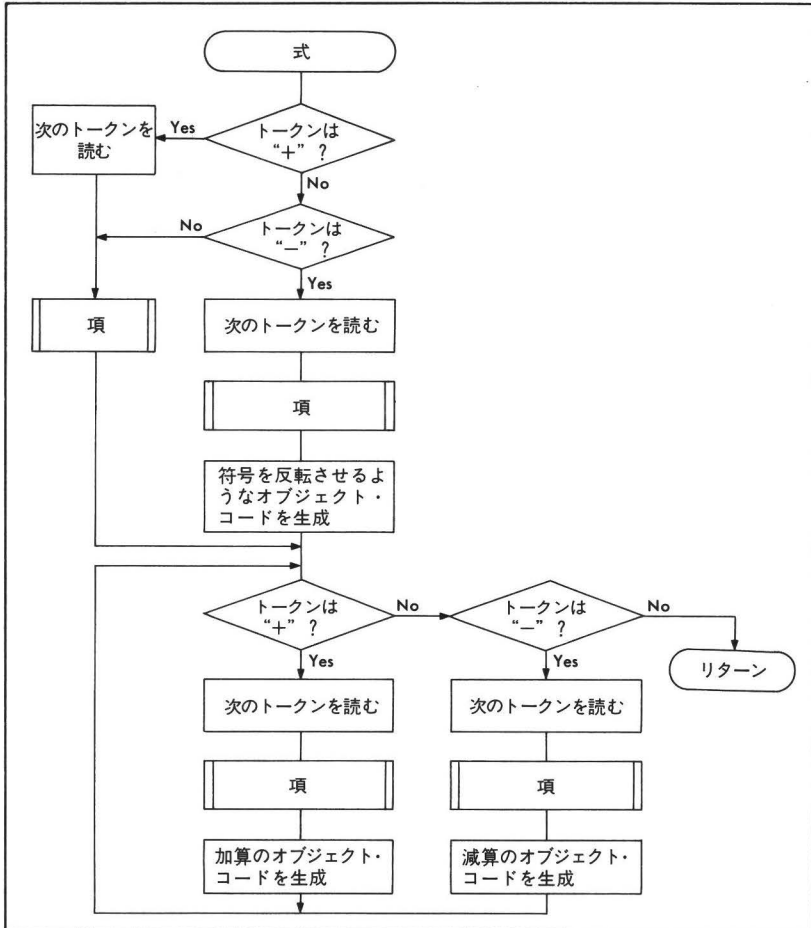 式
トークンは
“+” ?
Yes
次のトークンを
読む
No
トークンは
“−” ?
No
Yes
項
次のトークンを読む
項
符号を反転させるよ
うなオブジェクト・
コードを生成
トークンは
“+” ?
No
トークンは
“−” ?
No
Yes
Yes
リターン
次のトークンを読む
次のトークンを読む
項
項
加算のオブジェクト・
コードを生成
減算のオブジェクト・
コードを生成